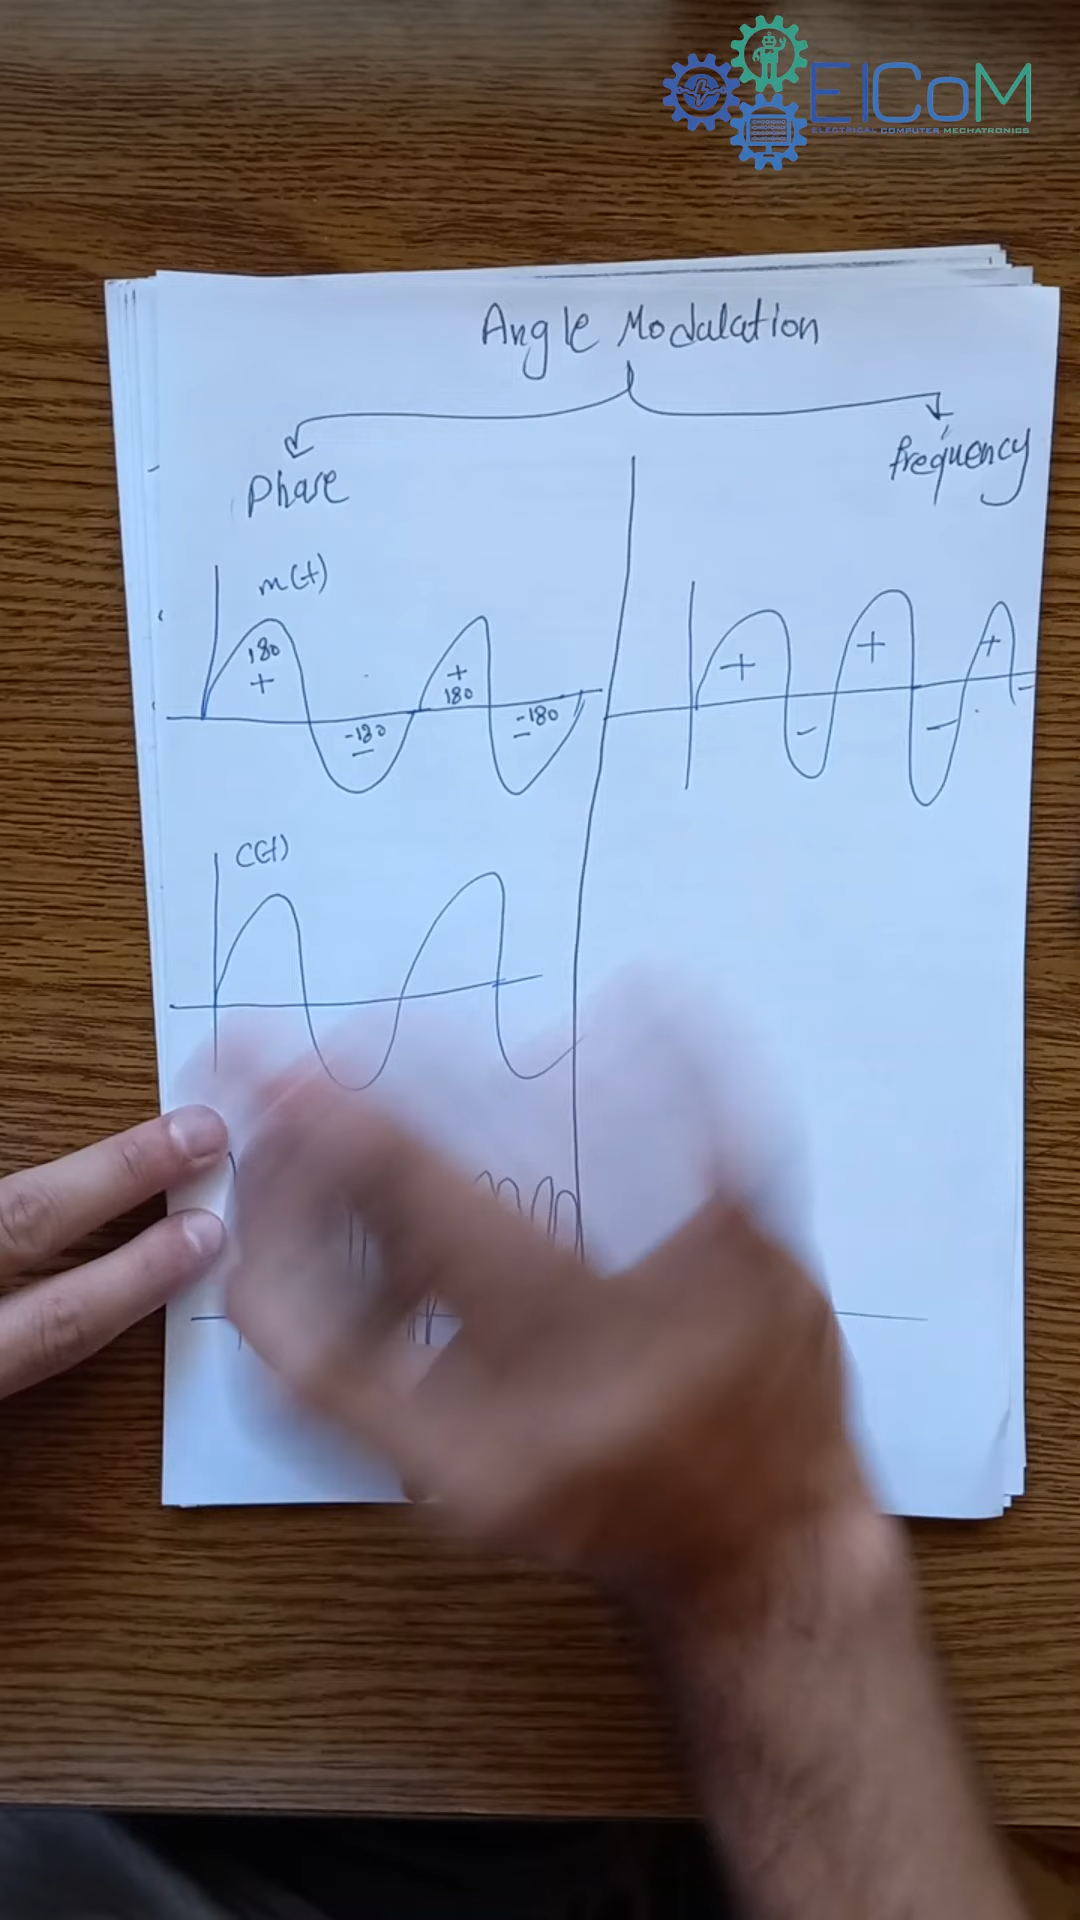 EICoM
ELECTRICAL COMPUTER MECHATRONICS
Angle Modulation
Phase
frequency
m(t)
180
+
-180
+
180
-180
+
-
+
-
+
-
C(t)